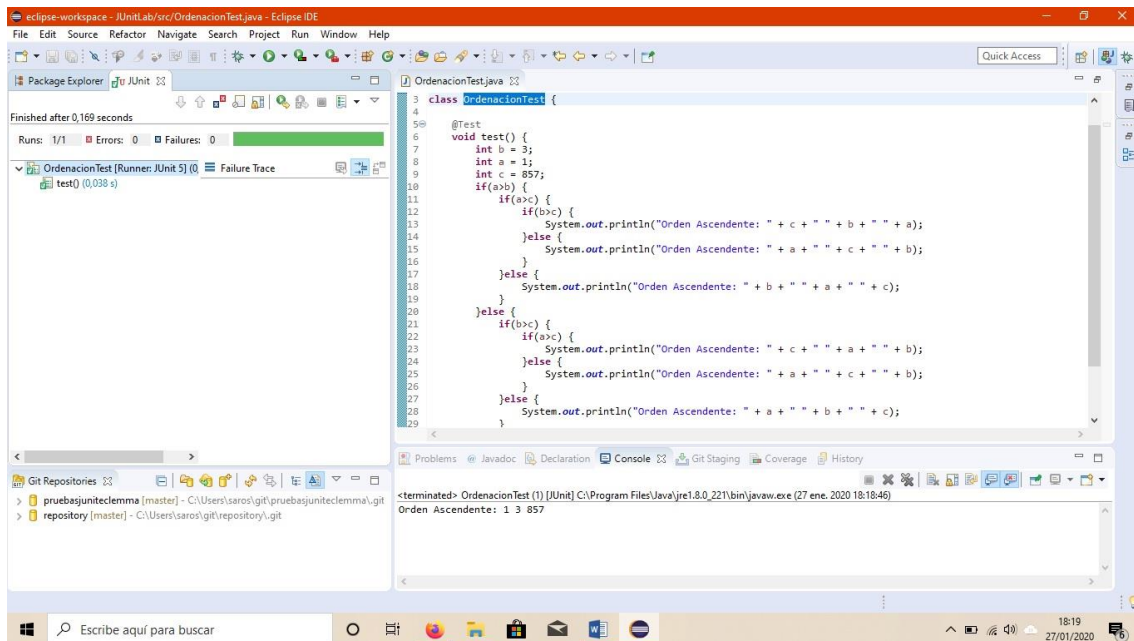 eclipse-workspace - JUnitLab/src/OrdenacionTest.java - Eclipse IDE
File Edit Source Refactor Navigate Search Project Run Window Help
Quick Access
Package Explorer JUnit
Finished after 0,169 seconds
Runs: 1/1 Errors: 0 Failures: 0
OrdenacionTest [Runner: JUnit 5] (0, Failure Trace
test() (0,038 s)
OrdenacionTest.java
3 class OrdenacionTest {
4
5 @Test
6 void test() {
7 int b = 3;
8 int a = 1;
9 int c = 857;
10 if(a>b) {
11 if(a>c) {
12 if(b>c) {
13 System.out.println("Orden Ascendente: " + c + " " + b + " " + a);
14 }else {
15 System.out.println("Orden Ascendente: " + a + " " + c + " " + b);
16 }
17 }else {
18 System.out.println("Orden Ascendente: " + b + " " + a + " " + c);
19 }
20 }else {
21 if(b>c) {
22 if(a>c) {
23 System.out.println("Orden Ascendente: " + c + " " + a + " " + b);
24 }else {
25 System.out.println("Orden Ascendente: " + a + " " + c + " " + b);
26 }
27 }else {
28 System.out.println("Orden Ascendente: " + a + " " + b + " " + c);
29 }
Problems Javadoc Declaration Console Git Staging Coverage History
<terminated> OrdenacionTest (1) [JUnit] C:\Program Files\Java\jre1.8.0_221\bin\javaw.exe (27 ene. 2020 18:18:46)
Orden Ascendente: 1 3 857
Git Repositories
pruebasjuniteclemma [master] - C:\Users\saros\git\pruebasjuniteclemma\.git
repository [master] - C:\Users\saros\git\repository\.git
Escribe aquí para buscar
18:19
27/01/2020
6